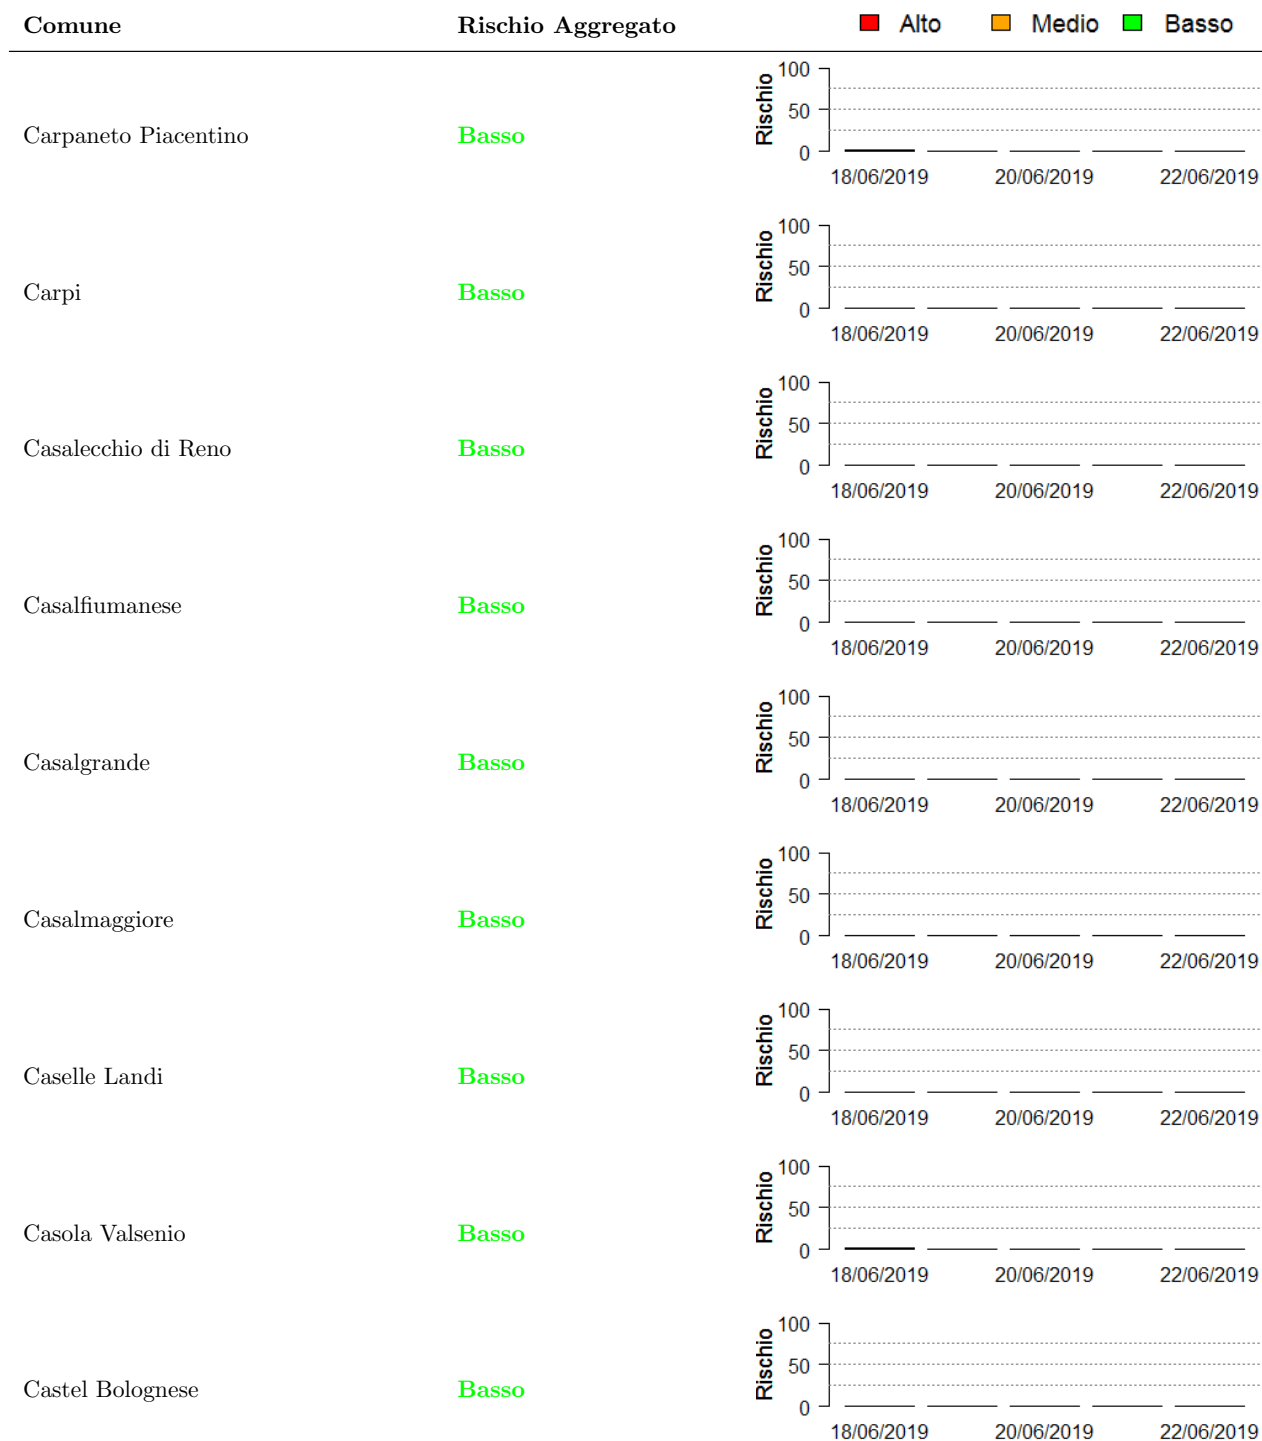 Comune Rischio Aggregato Alto Medio Basso
100
50
0
Rischio
Carpaneto Piacentino Basso
18/06/2019 20/06/2019 22/06/2019
100
50
0
Rischio
Carpi Basso
18/06/2019 20/06/2019 22/06/2019
100
50
0
Rischio
Casalecchio di Reno Basso
18/06/2019 20/06/2019 22/06/2019
100
50
0
Rischio
Casalfiumanese Basso
18/06/2019 20/06/2019 22/06/2019
100
50
0
Rischio
Casalgrande Basso
18/06/2019 20/06/2019 22/06/2019
100
50
0
Rischio
Casalmaggiore Basso
18/06/2019 20/06/2019 22/06/2019
100
50
0
Rischio
Caselle Landi Basso
18/06/2019 20/06/2019 22/06/2019
100
50
0
Rischio
Casola Valsenio Basso
18/06/2019 20/06/2019 22/06/2019
100
50
0
Rischio
Castel Bolognese Basso
18/06/2019 20/06/2019 22/06/2019